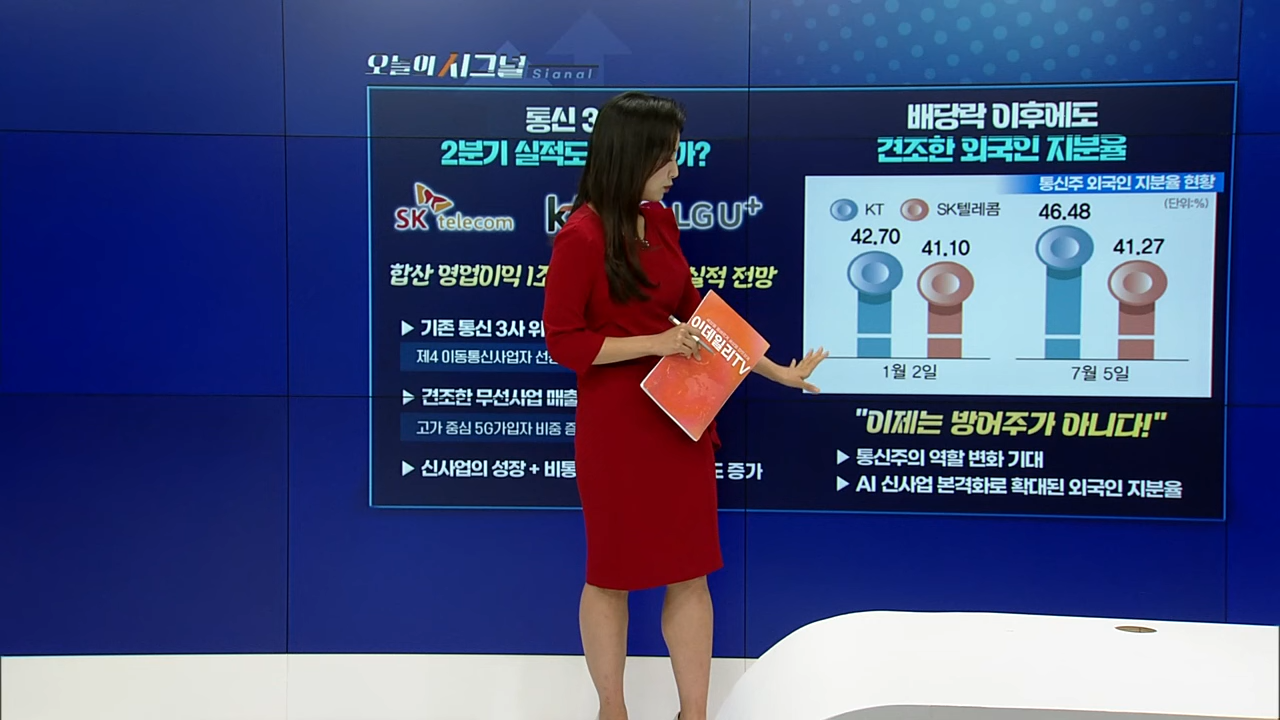 오늘의 시그널
Signal
통신 3
2분기 실적도 가?
SK telecom
LG U+
합산 영업이익 1조 실적 전망
▶ 기존 통신 3사 위
제4 이동통신사업자
▶ 견조한 무선사업 매출
고가 중심 5G가입자 비중
▶ 신사업의 성장 + 비통 도 증가
이데일리TV
배당락 이후에도
견조한 외국인 지분율
통신주 외국인 지분율 현황
(단위:%)
KT SK텔레콤
42.70 41.10 46.48 41.27
1월 2일 7월 5일
"이제는 방어주가 아니다!"
▶ 통신주의 역할 변화 기대
▶ AI 신사업 본격화로 확대된 외국인 지분율